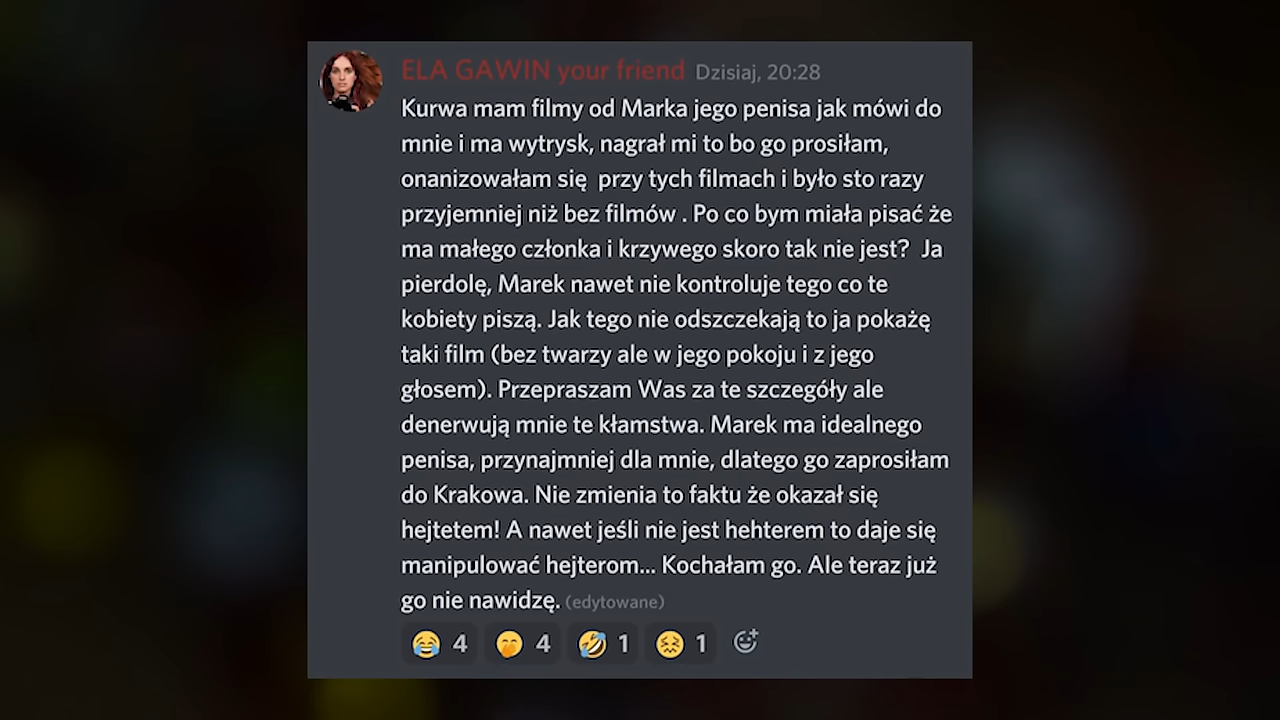 ELA GAWIN your friend Dzisiaj, 20:28
Kurwa mam filmy od Marka jego penisa jak mówi do
mnie i ma wytrysk, nagrał mi to bo go prosiłam,
onanizowałam się przy tych filmach i było sto razy
przyjemniej niż bez filmów . Po co bym miała pisać że
ma małego członka i krzywego skoro tak nie jest? Ja
pierdolę, Marek nawet nie kontroluje tego co te
kobiety piszą. Jak tego nie odszczekają to ja pokażę
taki film (bez twarzy ale w jego pokoju i z jego
głosem). Przepraszam Was za te szczegóły ale
denerwują mnie te kłamstwa. Marek ma idealnego
penisa, przynajmniej dla mnie, dlatego go zaprosiłam
do Krakowa. Nie zmienia to faktu że okazał się
hejtetem! A nawet jeśli nie jest hehterem to daje się
manipulować hejterom... Kochałam go. Ale teraz już
go nie nawidzę. (edytowane)
😂 4 🤭 4 🤣 1 😖 1